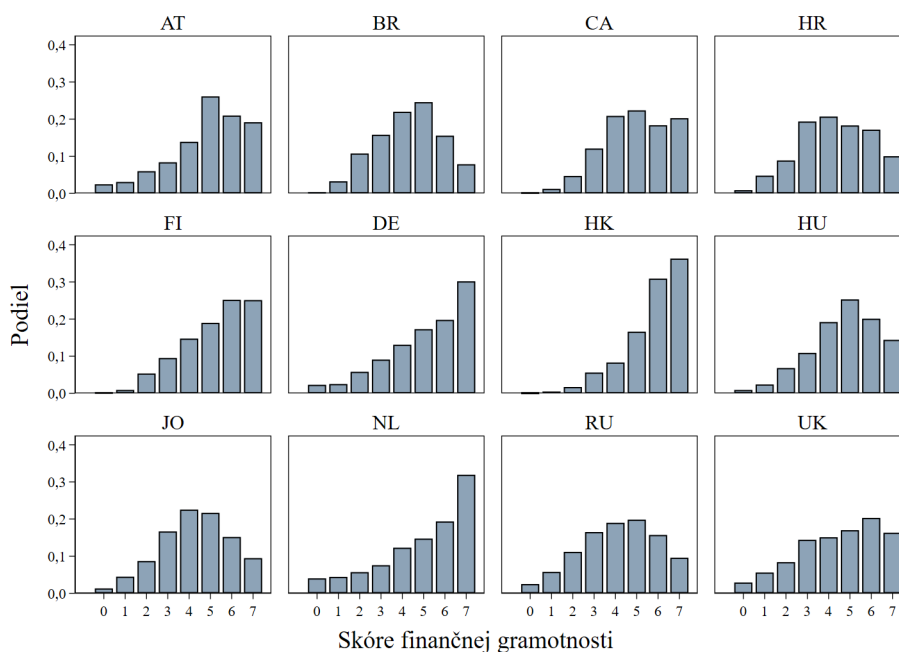 AT BR CA HR
0,4
0,3
0,2
0,1
0,0
FI DE HK HU
0,4
0,3
0,2
0,1
0,0
Podiel
JO NL RU UK
0,4
0,3
0,2
0,1
0,0
0 1 2 3 4 5 6 7 0 1 2 3 4 5 6 7 0 1 2 3 4 5 6 7 0 1 2 3 4 5 6 7
Skóre finančnej gramotnosti